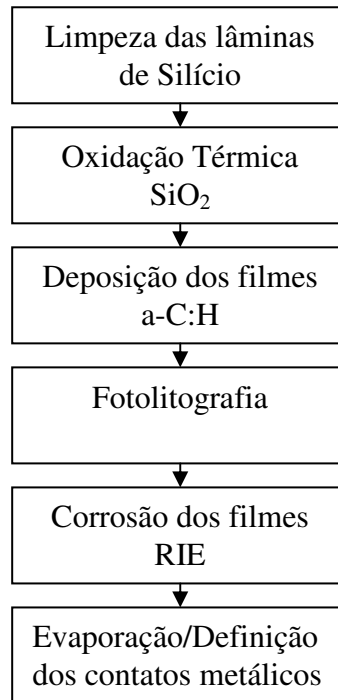 Limpeza das lâminas
de Silício
Oxidação Térmica
SiO₂
Deposição dos filmes
a-C:H
Fotolitografia
Corrosão dos filmes
RIE
Evaporação/Definição
dos contatos metálicos